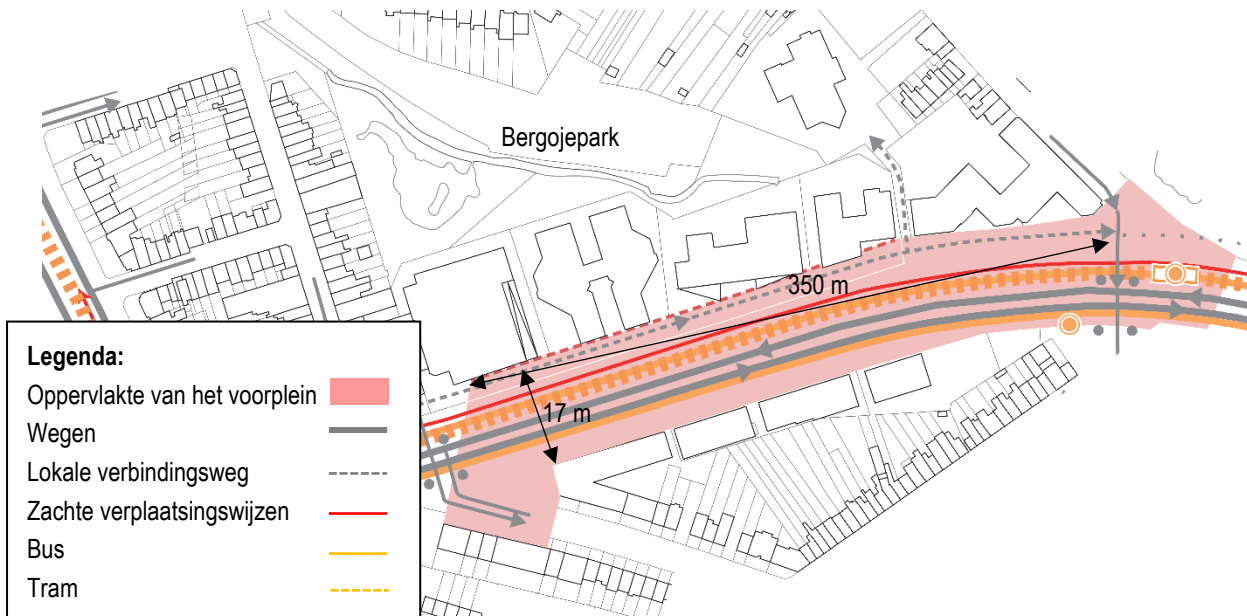 Bergojepark
350 m
17 m
Legenda:
Oppervlakte van het voorplein
Wegen
Lokale verbindingsweg
Zachte verplaatsingswijzen
Bus
Tram